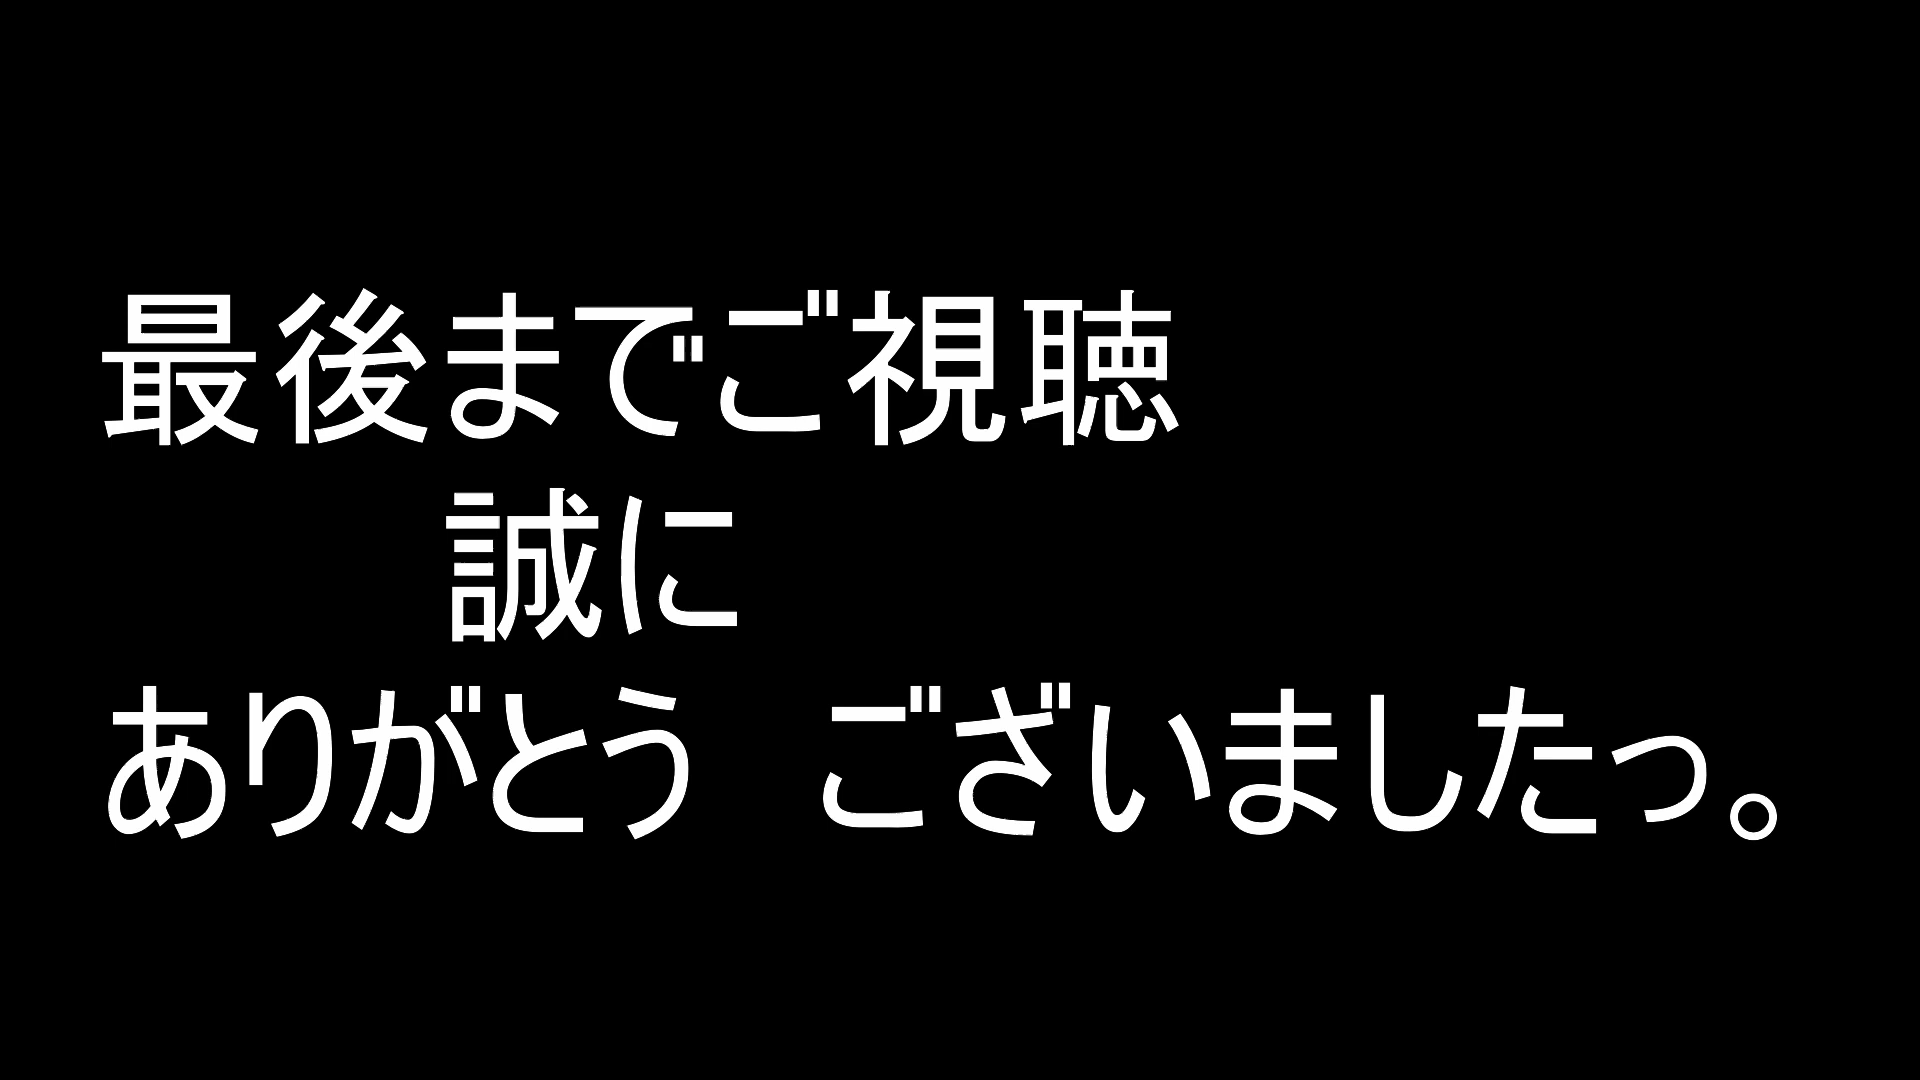 最後までご視聴
誠に
ありがとう ございましたっ。